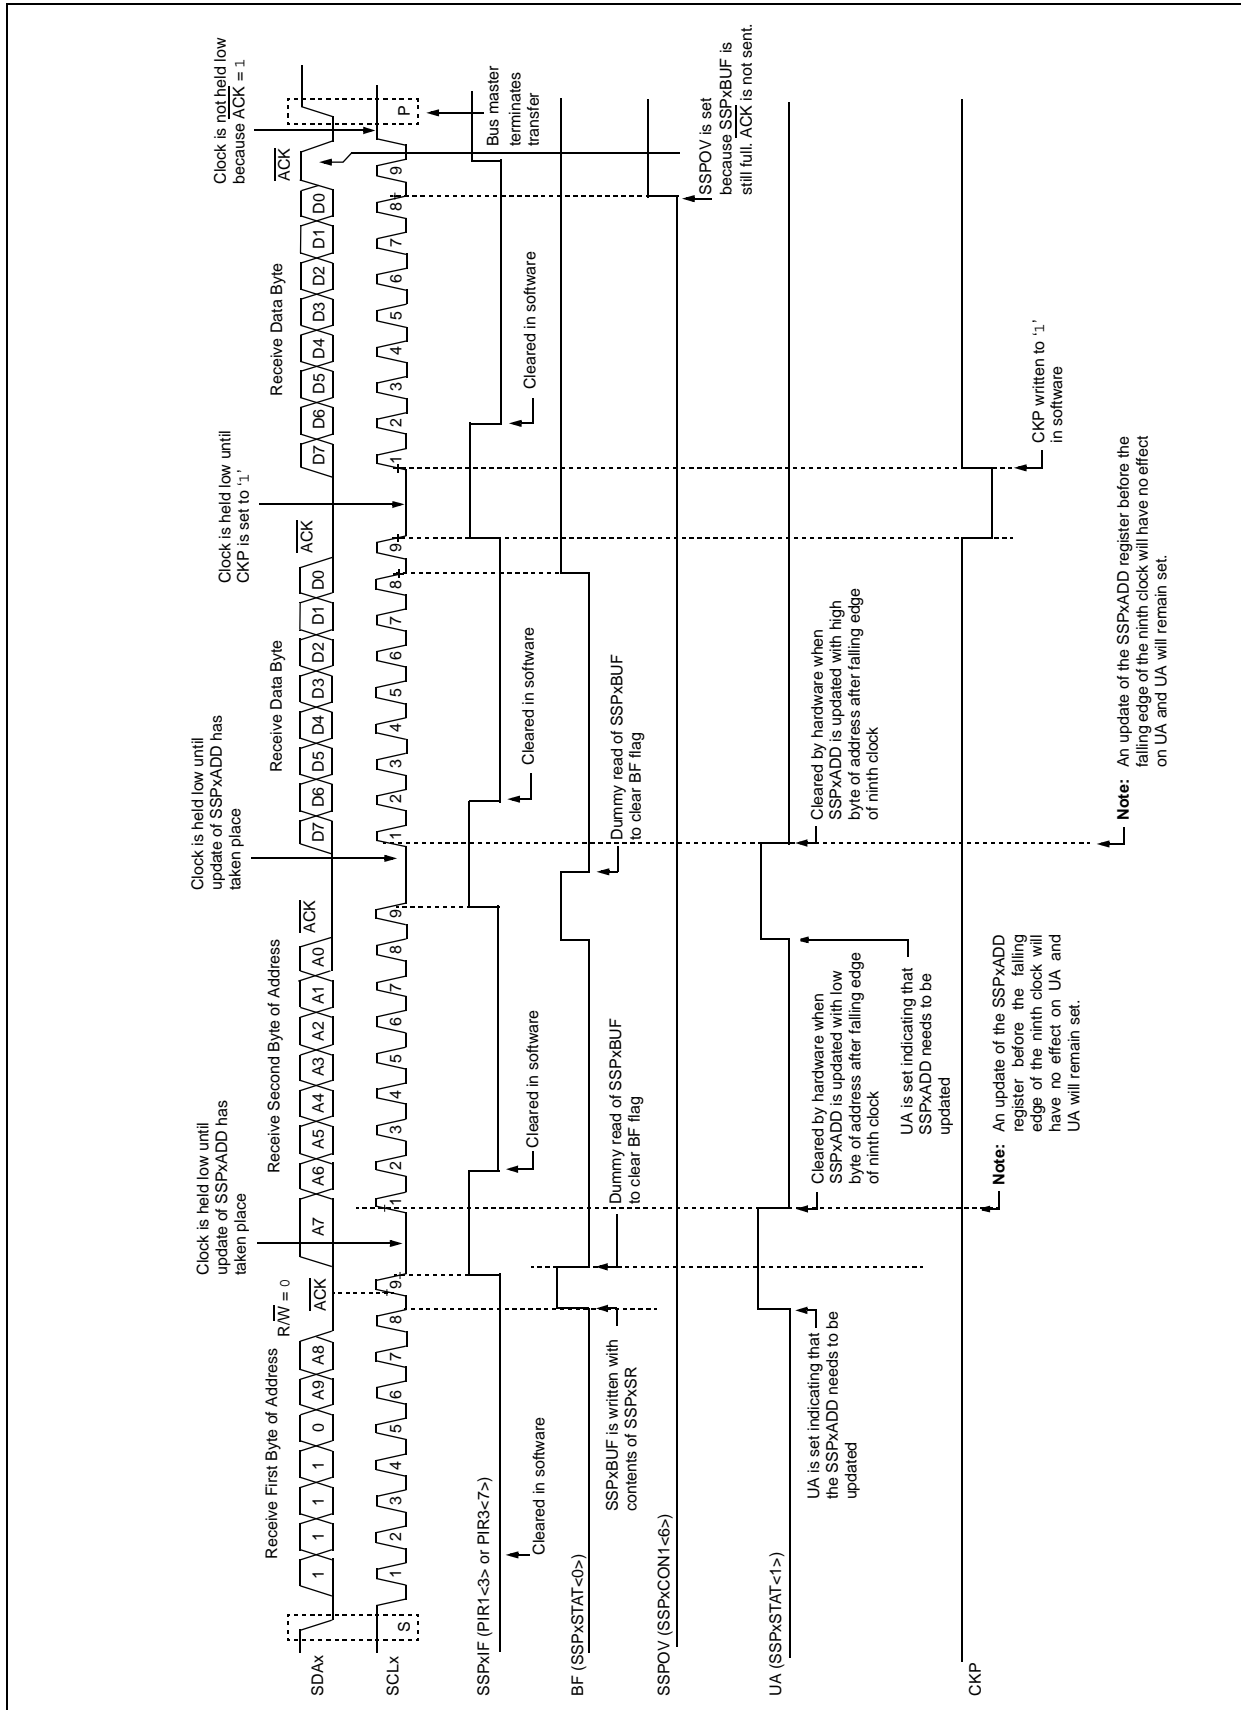 Receive First Byte of Address
R/W = 0
ACK
Clock is held low until
update of SSPxADD has
taken place
Receive Second Byte of Address
ACK
Clock is held low until
update of SSPxADD has
taken place
Receive Data Byte
ACK
Clock is held low until
CKP is set to ‘1’
Receive Data Byte
ACK
Clock is not held low
because ACK = 1
SDAx
1 1 1 1 0 A9 A8
A7 A6 A5 A4 A3 A2 A1 A0
D7 D6 D5 D4 D3 D2 D1 D0
D7 D6 D5 D4 D3 D2 D1 D0
SCLx
S
1 2 3 4 5 6 7 8 9
1 2 3 4 5 6 7 8 9
1 2 3 4 5 6 7 8 9
1 2 3 4 5 6 7 8 9
P
Bus master
terminates
transfer
SSPxIF (PIR1<3> or PIR3<7>)
Cleared in software
Cleared in software
Cleared in software
Cleared in software
BF (SSPxSTAT<0>)
SSPxBUF is written with
contents of SSPxSR
Dummy read of SSPxBUF
to clear BF flag
Dummy read of SSPxBUF
to clear BF flag
SSPOV (SSPxCON1<6>)
SSPOV is set
because SSPxBUF is
still full. ACK is not sent.
UA (SSPxSTAT<1>)
UA is set indicating that
the SSPxADD needs to be
updated
Cleared by hardware when
SSPxADD is updated with low
byte of address after falling edge
of ninth clock
UA is set indicating that
SSPxADD needs to be
updated
Cleared by hardware when
SSPxADD is updated with high
byte of address after falling edge
of ninth clock
CKP
CKP written to ‘1’
in software
Note: An update of the SSPxADD
register before the falling
edge of the ninth clock will
have no effect on UA and
UA will remain set.
Note: An update of the SSPxADD register before the
falling edge of the ninth clock will have no effect
on UA and UA will remain set.